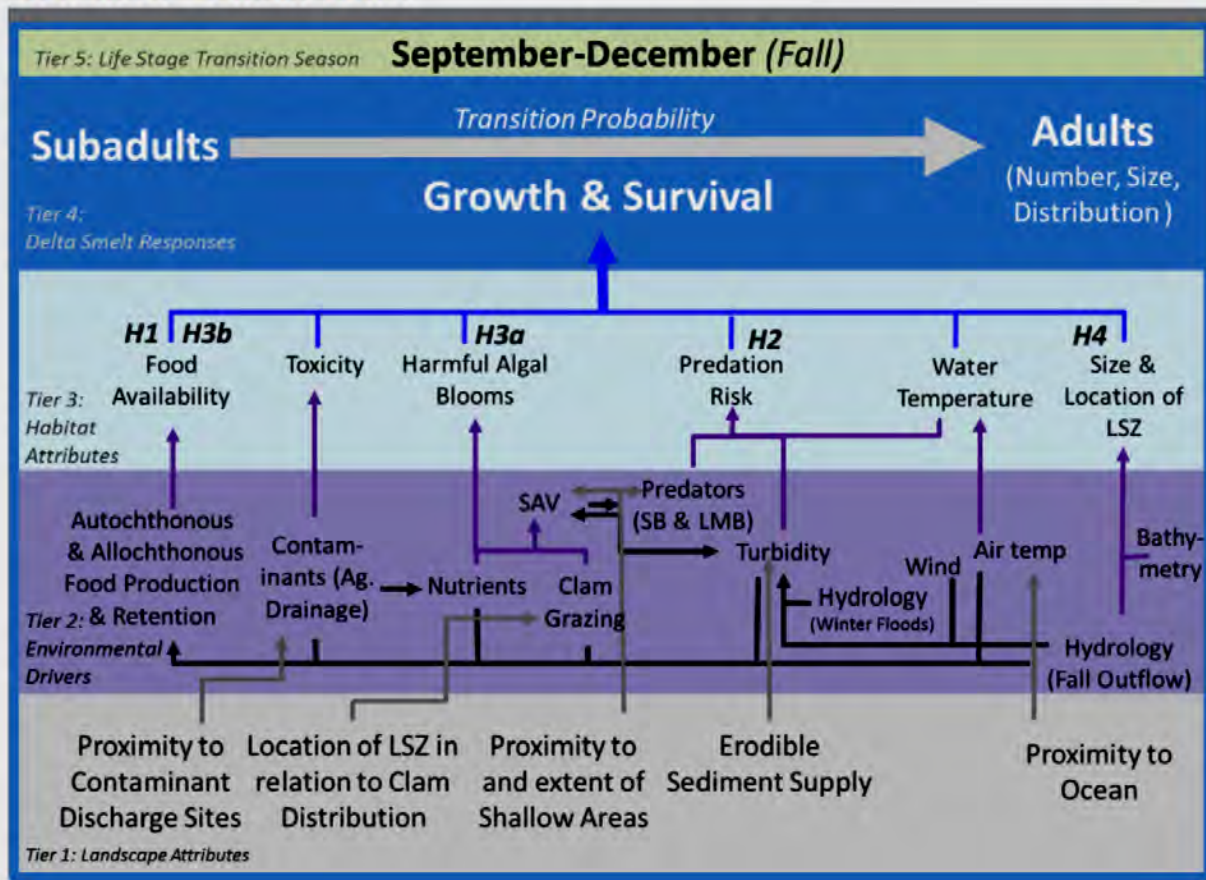 Tier 5: Life Stage Transition Season September-December (Fall)
Transition Probability
Subadults
Adults
(Number, Size,
Distribution )
Growth & Survival
Tier 4:
Delta Smelt Responses
H1 H3b
Food
Availability
Toxicity
H3a
Harmful Algal
Blooms
H2
Predation
Risk
Water
Temperature
H4
Size &
Location of
LSZ
Tier 3:
Habitat
Attributes
Autochthonous
& Allochthonous
Food Production
& Retention
Contam-
inants (Ag.
Drainage)
Nutrients
SAV
Clam
Grazing
Predators
(SB & LMB)
Turbidity
Hydrology
(Winter Floods)
Wind
Air temp
Bathy-
metry
Hydrology
(Fall Outflow)
Tier 2:
Environmental
Drivers
Proximity to
Contaminant
Discharge Sites
Location of LSZ in
relation to Clam
Distribution
Proximity to
and extent of
Shallow Areas
Erodible
Sediment Supply
Proximity to
Ocean
Tier 1: Landscape Attributes